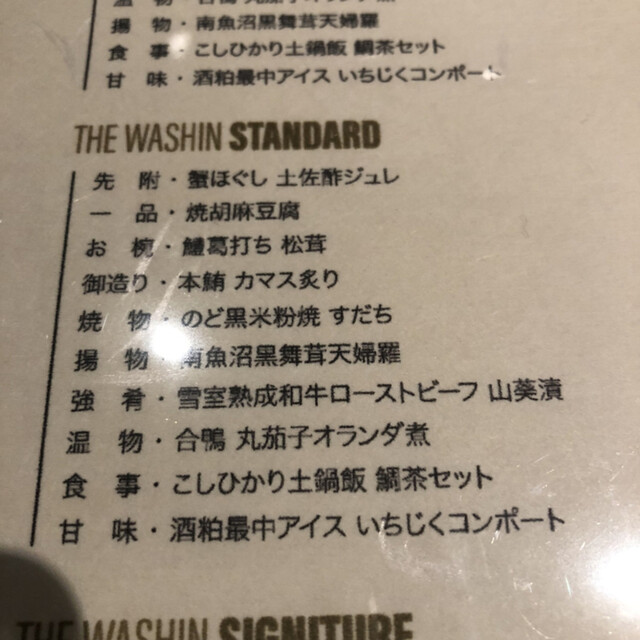 揚 物・南魚沼黒舞茸天婦羅
食 事・こしひかり土鍋飯 鯛茶セット
甘 味・酒粕最中アイス いちじくコンポート
THE WASHIN STANDARD
先 附・蟹ほぐし 土佐酢ジュレ
一 品・焼胡麻豆腐
お 椀・鱧葛打ち 松茸
御造り・本鮪 カマス炙り
焼 物・のど黒米粉焼 すだち
揚 物・南魚沼黒舞茸天婦羅
強 肴・雪室熟成和牛ローストビーフ 山葵漬
温 物・合鴨 丸茄子オランダ煮
食 事・こしひかり土鍋飯 鯛茶セット
甘 味・酒粕最中アイス いちじくコンポート
THE WASHIN SIGNITURE